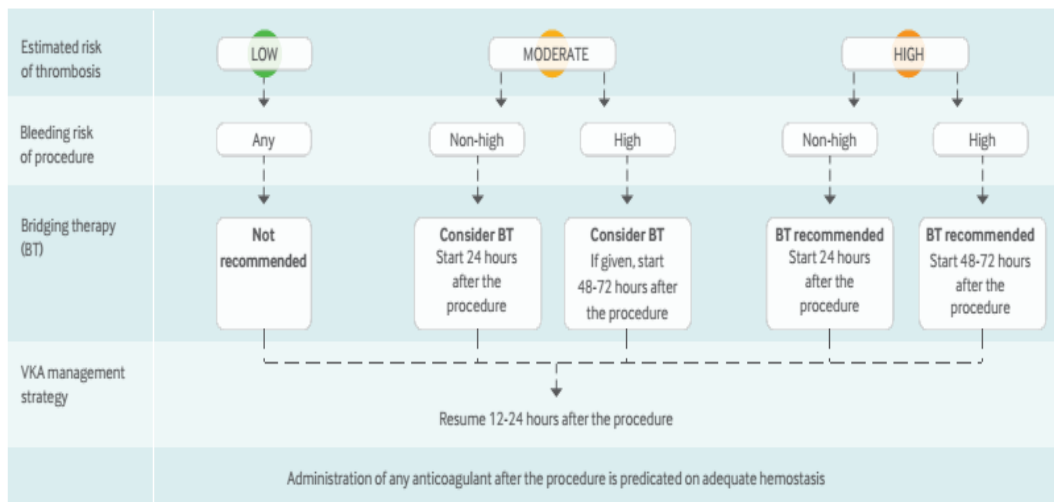 Estimated risk
of thrombosis
LOW
MODERATE
HIGH
Bleeding risk
of procedure
Any
Non-high
High
Non-high
High
Bridging therapy
(BT)
Not
recommended
Consider BT
Start 24 hours
after the
procedure
Consider BT
If given, start
48-72 hours after
the procedure
BT recommended
Start 24 hours
after the
procedure
BT recommended
Start 48-72 hours
after the
procedure
VKA management
strategy
Resume 12-24 hours after the procedure
Administration of any anticoagulant after the procedure is predicated on adequate hemostasis